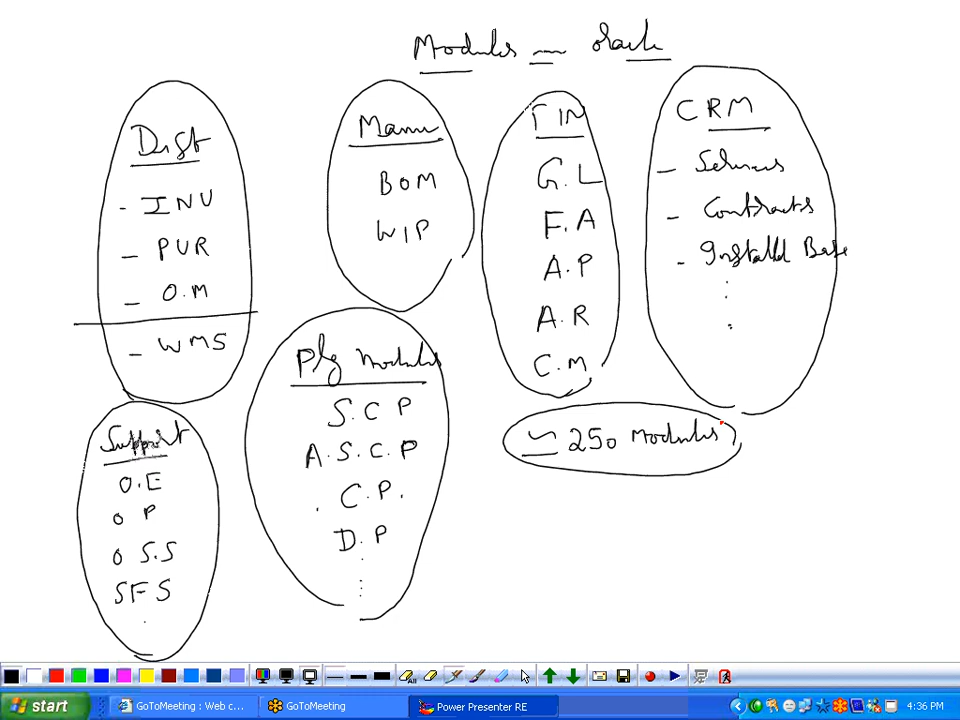 Modules in Oracle
Dist
- INV
- PUR
- O.M
- WMS
Manu
BOM
WIP
FIN
G.L
F.A
A.P
A.R
C.M
CRM
- Services
- Contracts
- Install Base
Plg Modules
S.C.P
A.S.C.P
C.P.
D.P
Support
O.E
O P
O S.S
SFS
250 Modules
start
GoToMeeting : Web c...
GoToMeeting
Power Presenter RE
4:36 PM